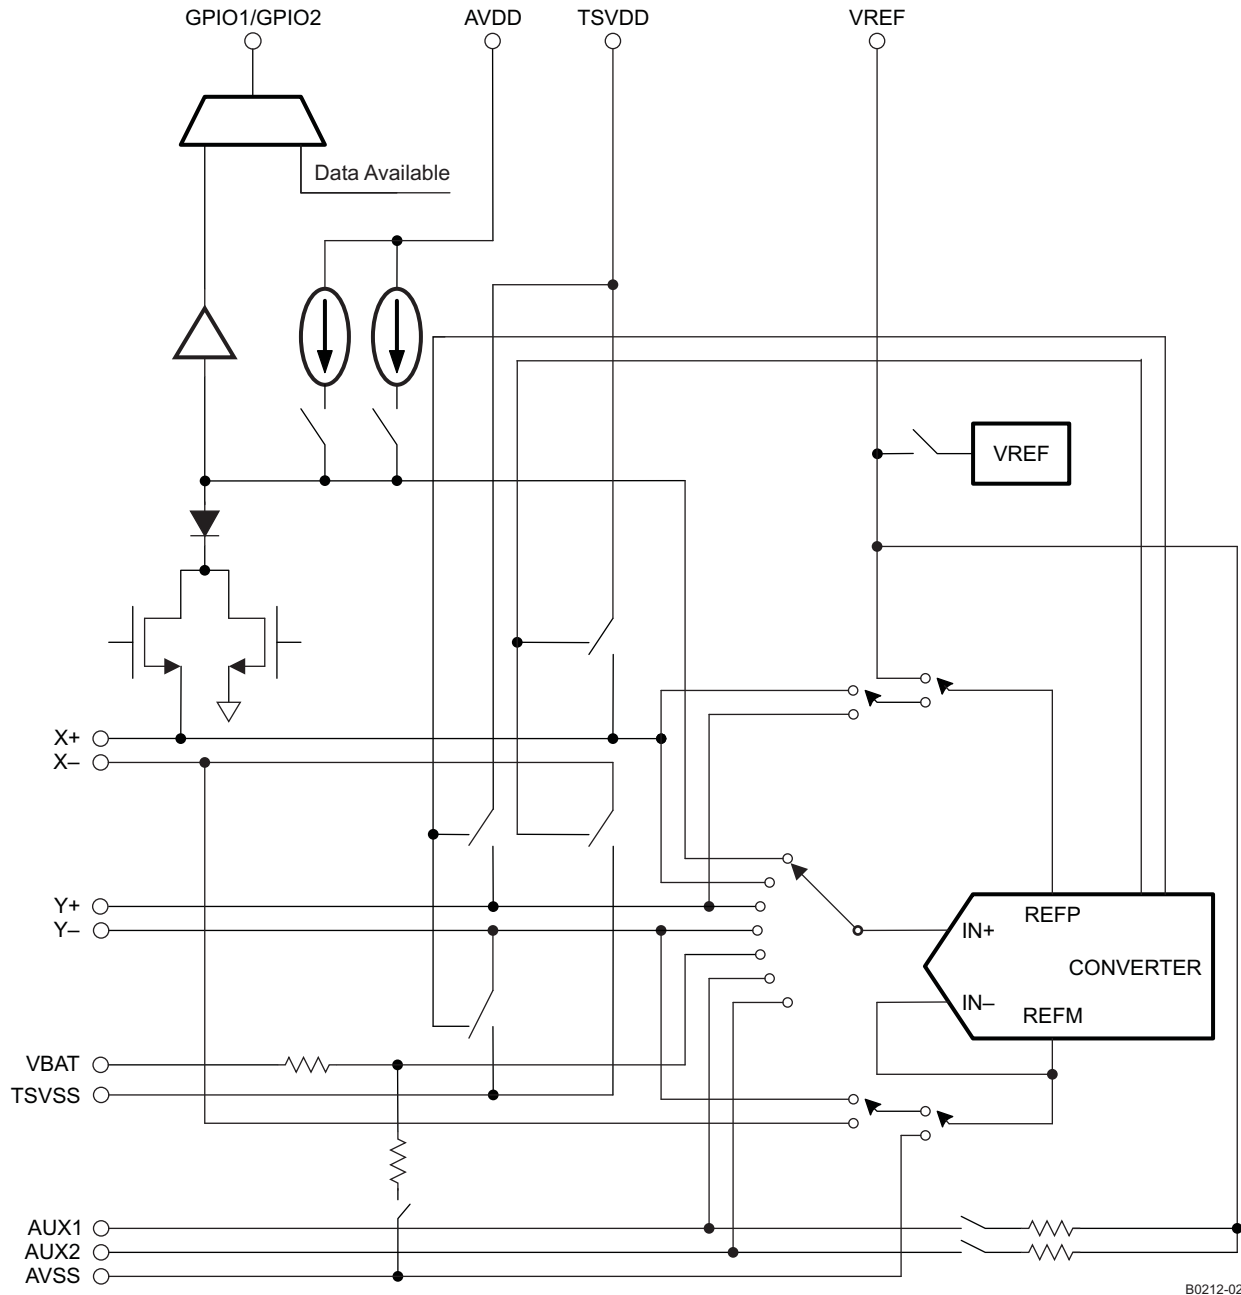 GPIO1/GPIO2
AVDD
TSVDD
VREF
Data Available
VREF
X+
X–
Y+
Y–
REFP
IN+
CONVERTER
IN–
REFM
VBAT
TSVSS
AUX1
AUX2
AVSS
B0212-02